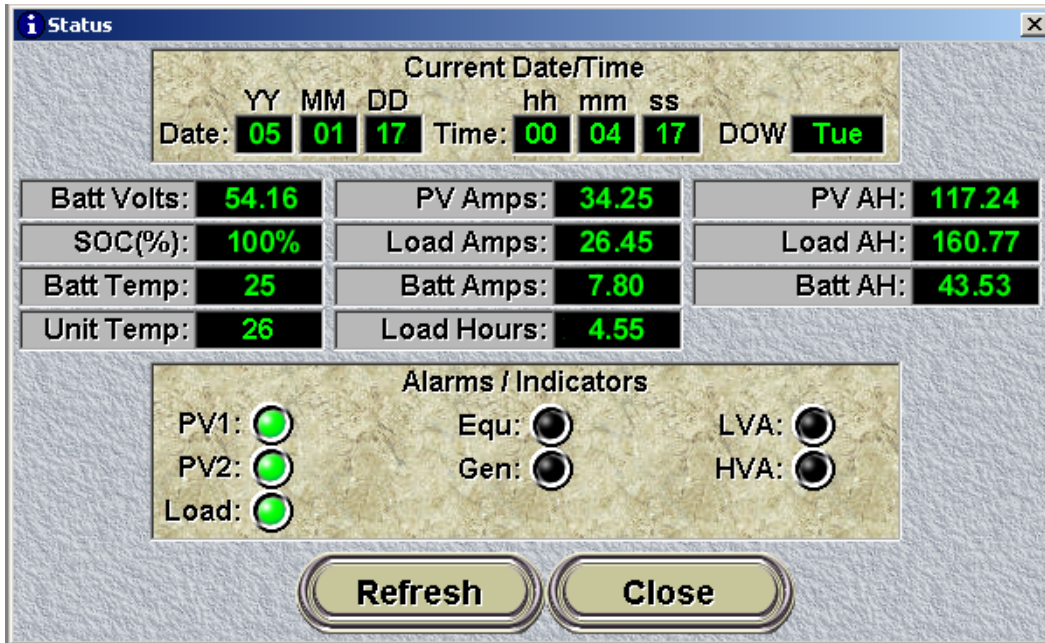 i Status
Current Date/Time
YY MM DD hh mm ss
Date: 05 01 17 Time: 00 04 17 DOW Tue
Batt Volts: 54.16 PV Amps: 34.25 PV AH: 117.24
SOC(%): 100% Load Amps: 26.45 Load AH: 160.77
Batt Temp: 25 Batt Amps: 7.80 Batt AH: 43.53
Unit Temp: 26 Load Hours: 4.55
Alarms / Indicators
PV1: Equ: LVA:
PV2: Gen: HVA:
Load:
Refresh Close